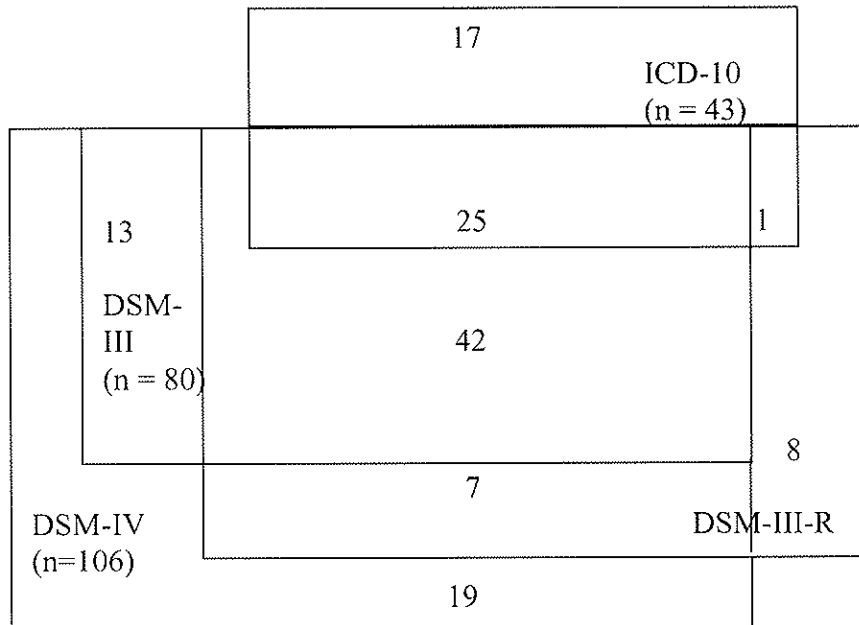 17
ICD-10
(n = 43)
13
25
1
DSM-
III
(n = 80)
42
8
7
DSM-IV
(n=106)
DSM-III-R
19